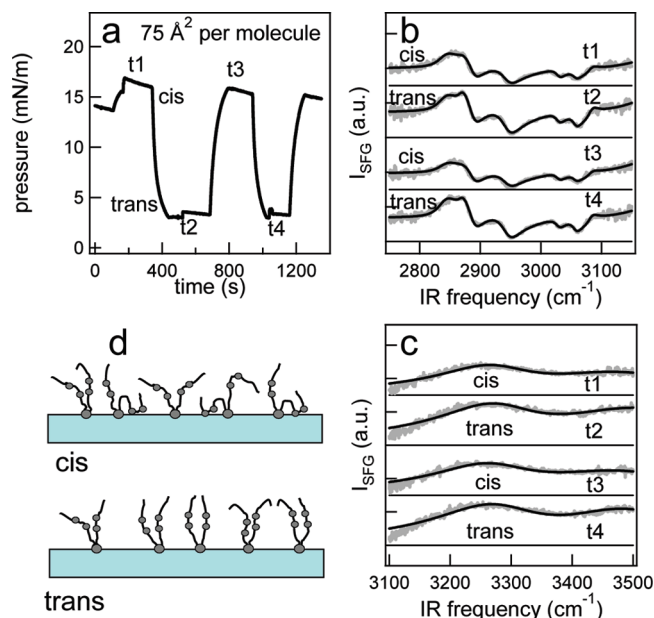 a
75 Å² per molecule
t1
t3
cis
trans
t2
t4
pressure (mN/m)
20
15
10
5
0
0
400
800
1200
time (s)
b
cis
t1
trans
t2
cis
t3
trans
t4
I_SFG (a.u.)
2800
2900
3000
3100
IR frequency (cm⁻¹)
d
cis
trans
c
cis
t1
trans
t2
cis
t3
trans
t4
I_SFG (a.u.)
3100
3200
3300
3400
3500
IR frequency (cm⁻¹)